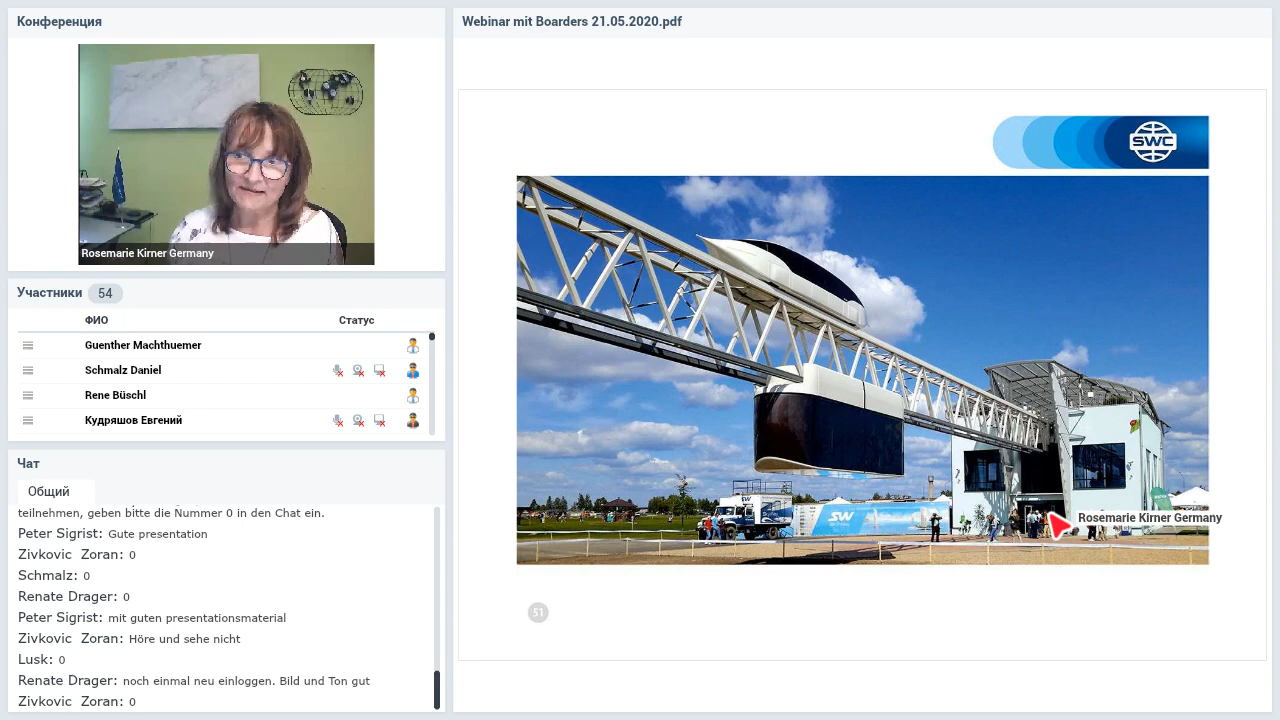 Конференция
Rosemarie Kirner Germany
Участники 54
ФИО Статус
Guenther Machthuemer
Schmalz Daniel
Rene Büschl
Кудряшов Евгений
Чат
Общий
teilnehmen, geben bitte die Nummer 0 in den Chat ein.
Peter Sigrist: Gute presentation
Zivkovic Zoran: 0
Schmalz: 0
Renate Drager: 0
Peter Sigrist: mit guten presentationsmaterial
Zivkovic Zoran: Höre und sehe nicht
Lusk: 0
Renate Drager: noch einmal neu einloggen. Bild und Ton gut
Zivkovic Zoran: 0
Webinar mit Boarders 21.05.2020.pdf
SWC
SW
SW
Rosemarie Kirner Germany
51